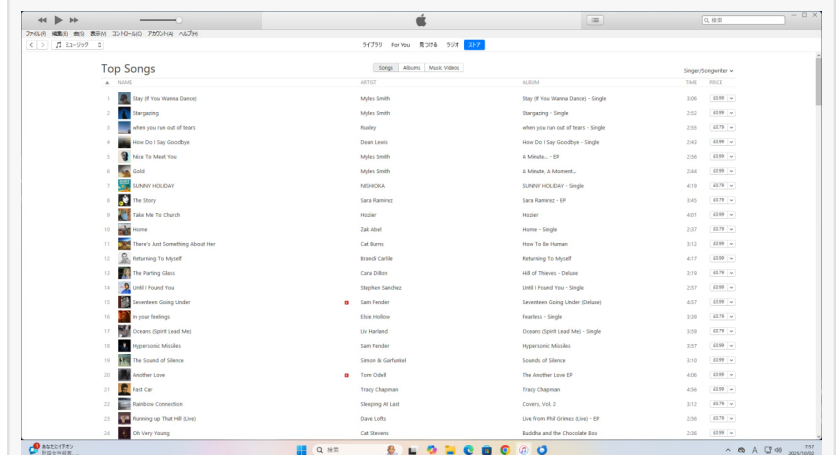 ファイル(F) 編集(E) 曲(S) 表示(V) コントロール(C) アカウント(A) ヘルプ(H)
検索
ミュージック
ライブラリ For You 見つける ラジオ ストア
Top Songs
Songs Albums Music Videos
Singer/Songwriter
NAME ARTIST ALBUM TIME PRICE
1 Stay (If You Wanna Dance) Myles Smith Stay (If You Wanna Dance) - Single 3:06 £0.99
2 Stargazing Myles Smith Stargazing - Single 2:52 £0.99
3 when you run out of tears Ruxley when you run out of tears - Single 2:55 £0.79
4 How Do I Say Goodbye Dean Lewis How Do I Say Goodbye - Single 2:43 £0.99
5 Nice To Meet You Myles Smith A Minute... - EP 2:36 £0.99
6 Gold Myles Smith A Minute, A Moment... 2:44 £0.99
7 SUNNY HOLIDAY NISHIOKA SUNNY HOLIDAY - Single 4:19 £0.79
8 The Story Sara Ramirez Sara Ramirez - EP 3:45 £0.79
9 Take Me To Church Hozier Hozier 4:01 £0.99
10 Home Zak Abel Home - Single 2:37 £0.79
11 There's Just Something About Her Cat Burns How To Be Human 3:12 £0.99
12 Returning To Myself Brandi Carlile Returning To Myself 4:17 £0.79
13 The Parting Glass Cara Dillon Hill of Thieves - Deluxe 3:19 £0.79
14 Until I Found You Stephen Sanchez Until I Found You - Single 2:57 £0.99
15 Seventeen Going Under Sam Fender Seventeen Going Under (Deluxe) 4:57 £0.99
16 in your feelings Elsie Hollow Fearless - Single 3:39 £0.79
17 Oceans (Spirit Lead Me) Liv Harland Oceans (Spirit Lead Me) - Single 3:59 £0.79
18 Hypersonic Missiles Sam Fender Hypersonic Missiles 3:57 £0.99
19 The Sound of Silence Simon & Garfunkel Sounds of Silence 3:10 £0.99
20 Another Love Tom Odell The Another Love EP 4:06 £0.99
21 Fast Car Tracy Chapman Tracy Chapman 4:56 £0.99
22 Rainbow Connection Sleeping At Last Covers, Vol. 2 3:12 £0.79
23 Running up That Hill (Live) Dave Lofts Live from Phil Grimez (Live) - EP 2:56 £0.79
24 Oh Very Young Cat Stevens Buddha and the Chocolate Box 2:36 £0.99
検索
A
7:57
2025/10/02